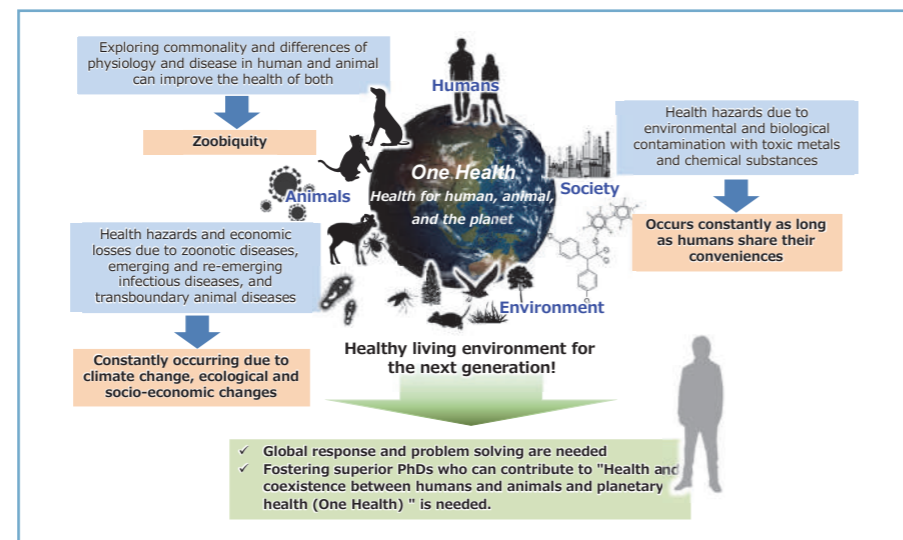 Exploring commonality and differences of
physiology and disease in human and animal
can improve the health of both
Zoobiquity
Humans
Health hazards due to
environmental and biological
contamination with toxic metals
and chemical substances
Occurs constantly as long
as humans share their
conveniences
One Health
Health for human, animal,
and the planet
Society
Animals
Health hazards and economic
losses due to zoonotic diseases,
emerging and re-emerging
infectious diseases, and
transboundary animal diseases
Constantly occurring due to
climate change, ecological and
socio-economic changes
Environment
Healthy living environment for
the next generation!
✓ Global response and problem solving are needed
✓ Fostering superior PhDs who can contribute to "Health and
coexistence between humans and animals and planetary
health (One Health) " is needed.